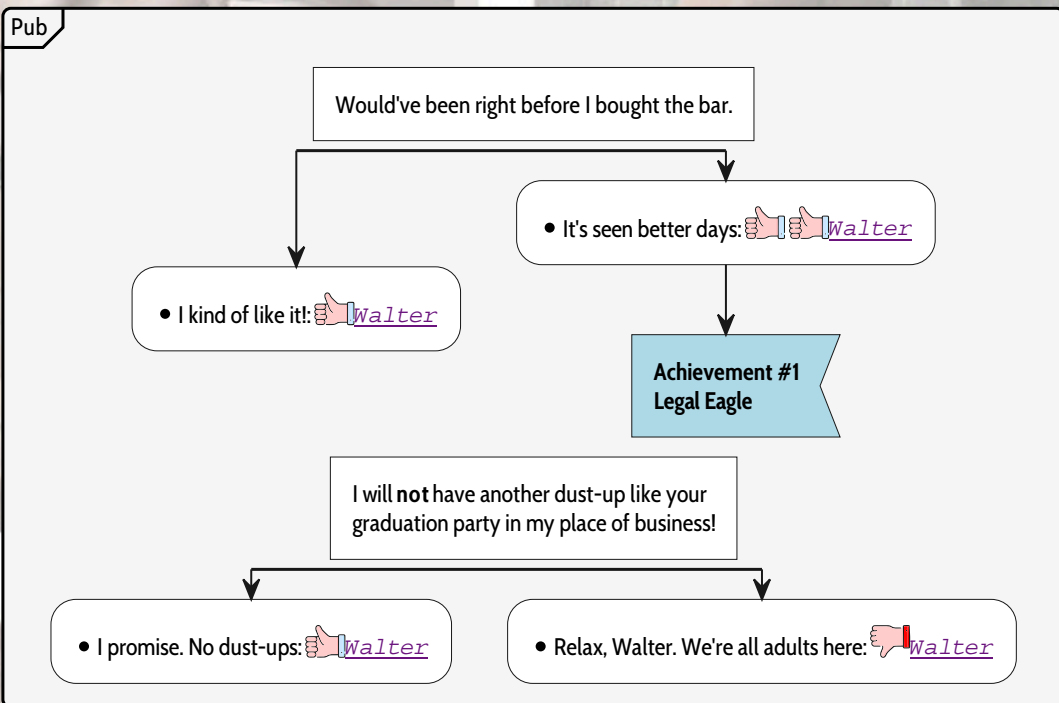 Pub
Would've been right before I bought the bar.
• It's seen better days: Walter
• I kind of like it!: Walter
Achievement #1
Legal Eagle
I will not have another dust-up like your
graduation party in my place of business!
• I promise. No dust-ups: Walter
• Relax, Walter. We're all adults here: Walter